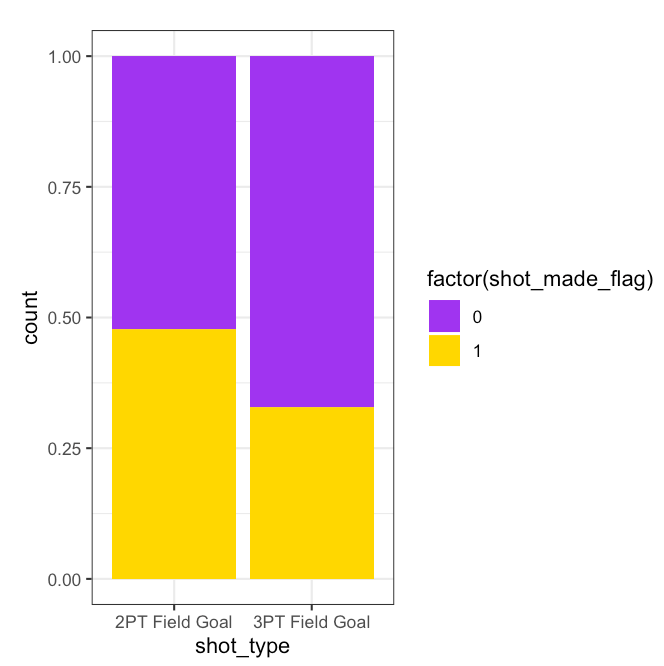 1.00
0.75
0.50
0.25
0.00
count
2PT Field Goal 3PT Field Goal
shot_type
factor(shot_made_flag)
0
1